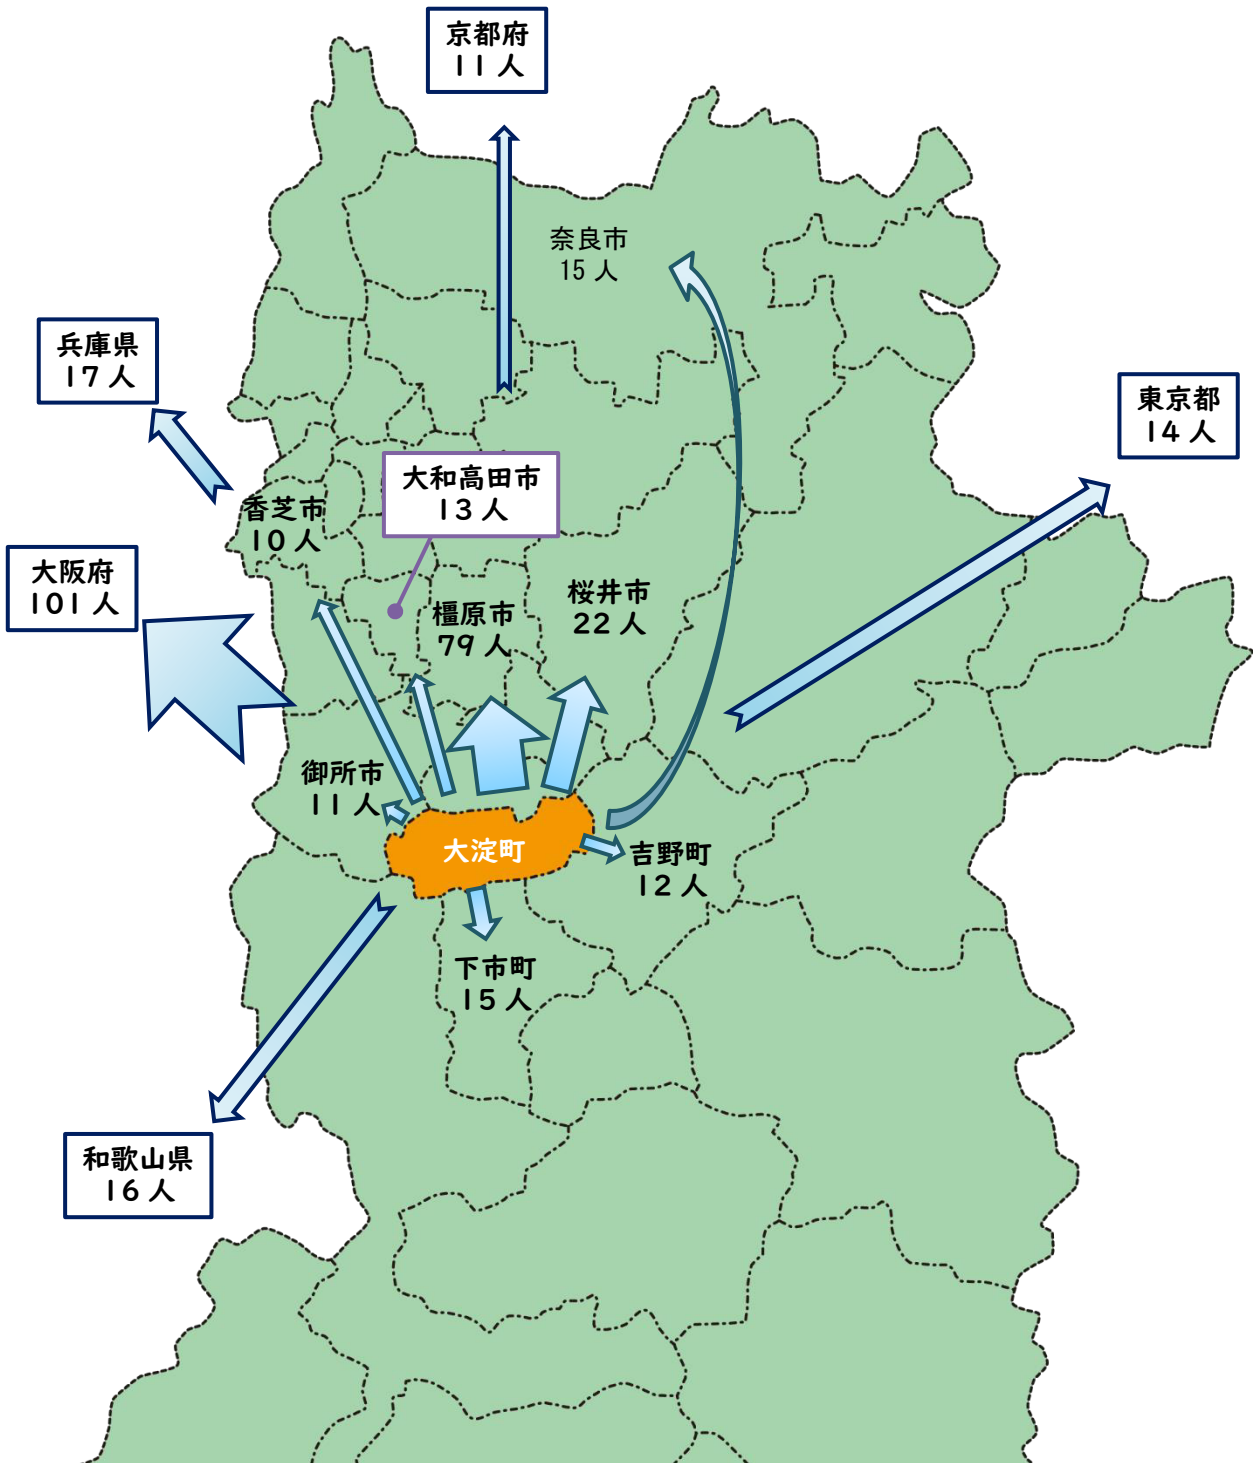 京都府
11人
奈良市
15人
兵庫県
17人
東京都
14人
大和高田市
13人
香芝市
10人
大阪府
101人
橿原市
79人
桜井市
22人
御所市
11人
大淀町
吉野町
12人
下市町
15人
和歌山県
16人